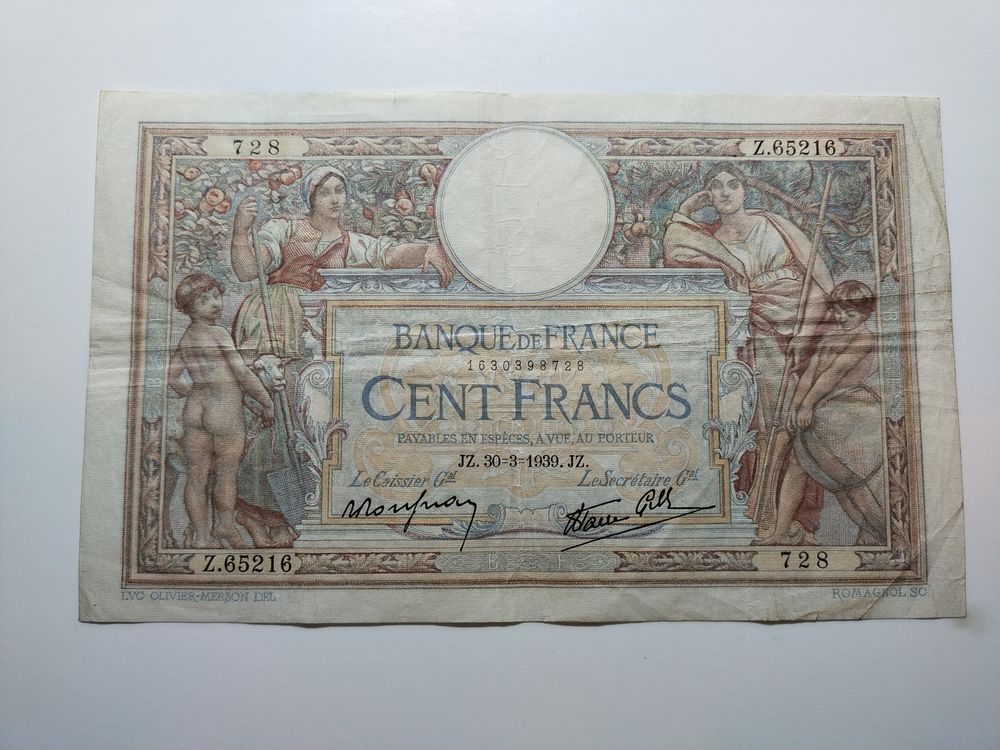 728 Z.65216
BANQUE DE FRANCE
1630398728
CENT FRANCS
PAYABLES EN ESPÈCES, A VUE, AU PORTEUR
JZ. 30=3=1939. JZ.
Le Caissier Gᵃˡ Le Secrétaire Gᵃˡ
Z.65216 728
LVC OLIVIER-MERSON DEL ROMAGNOL SC